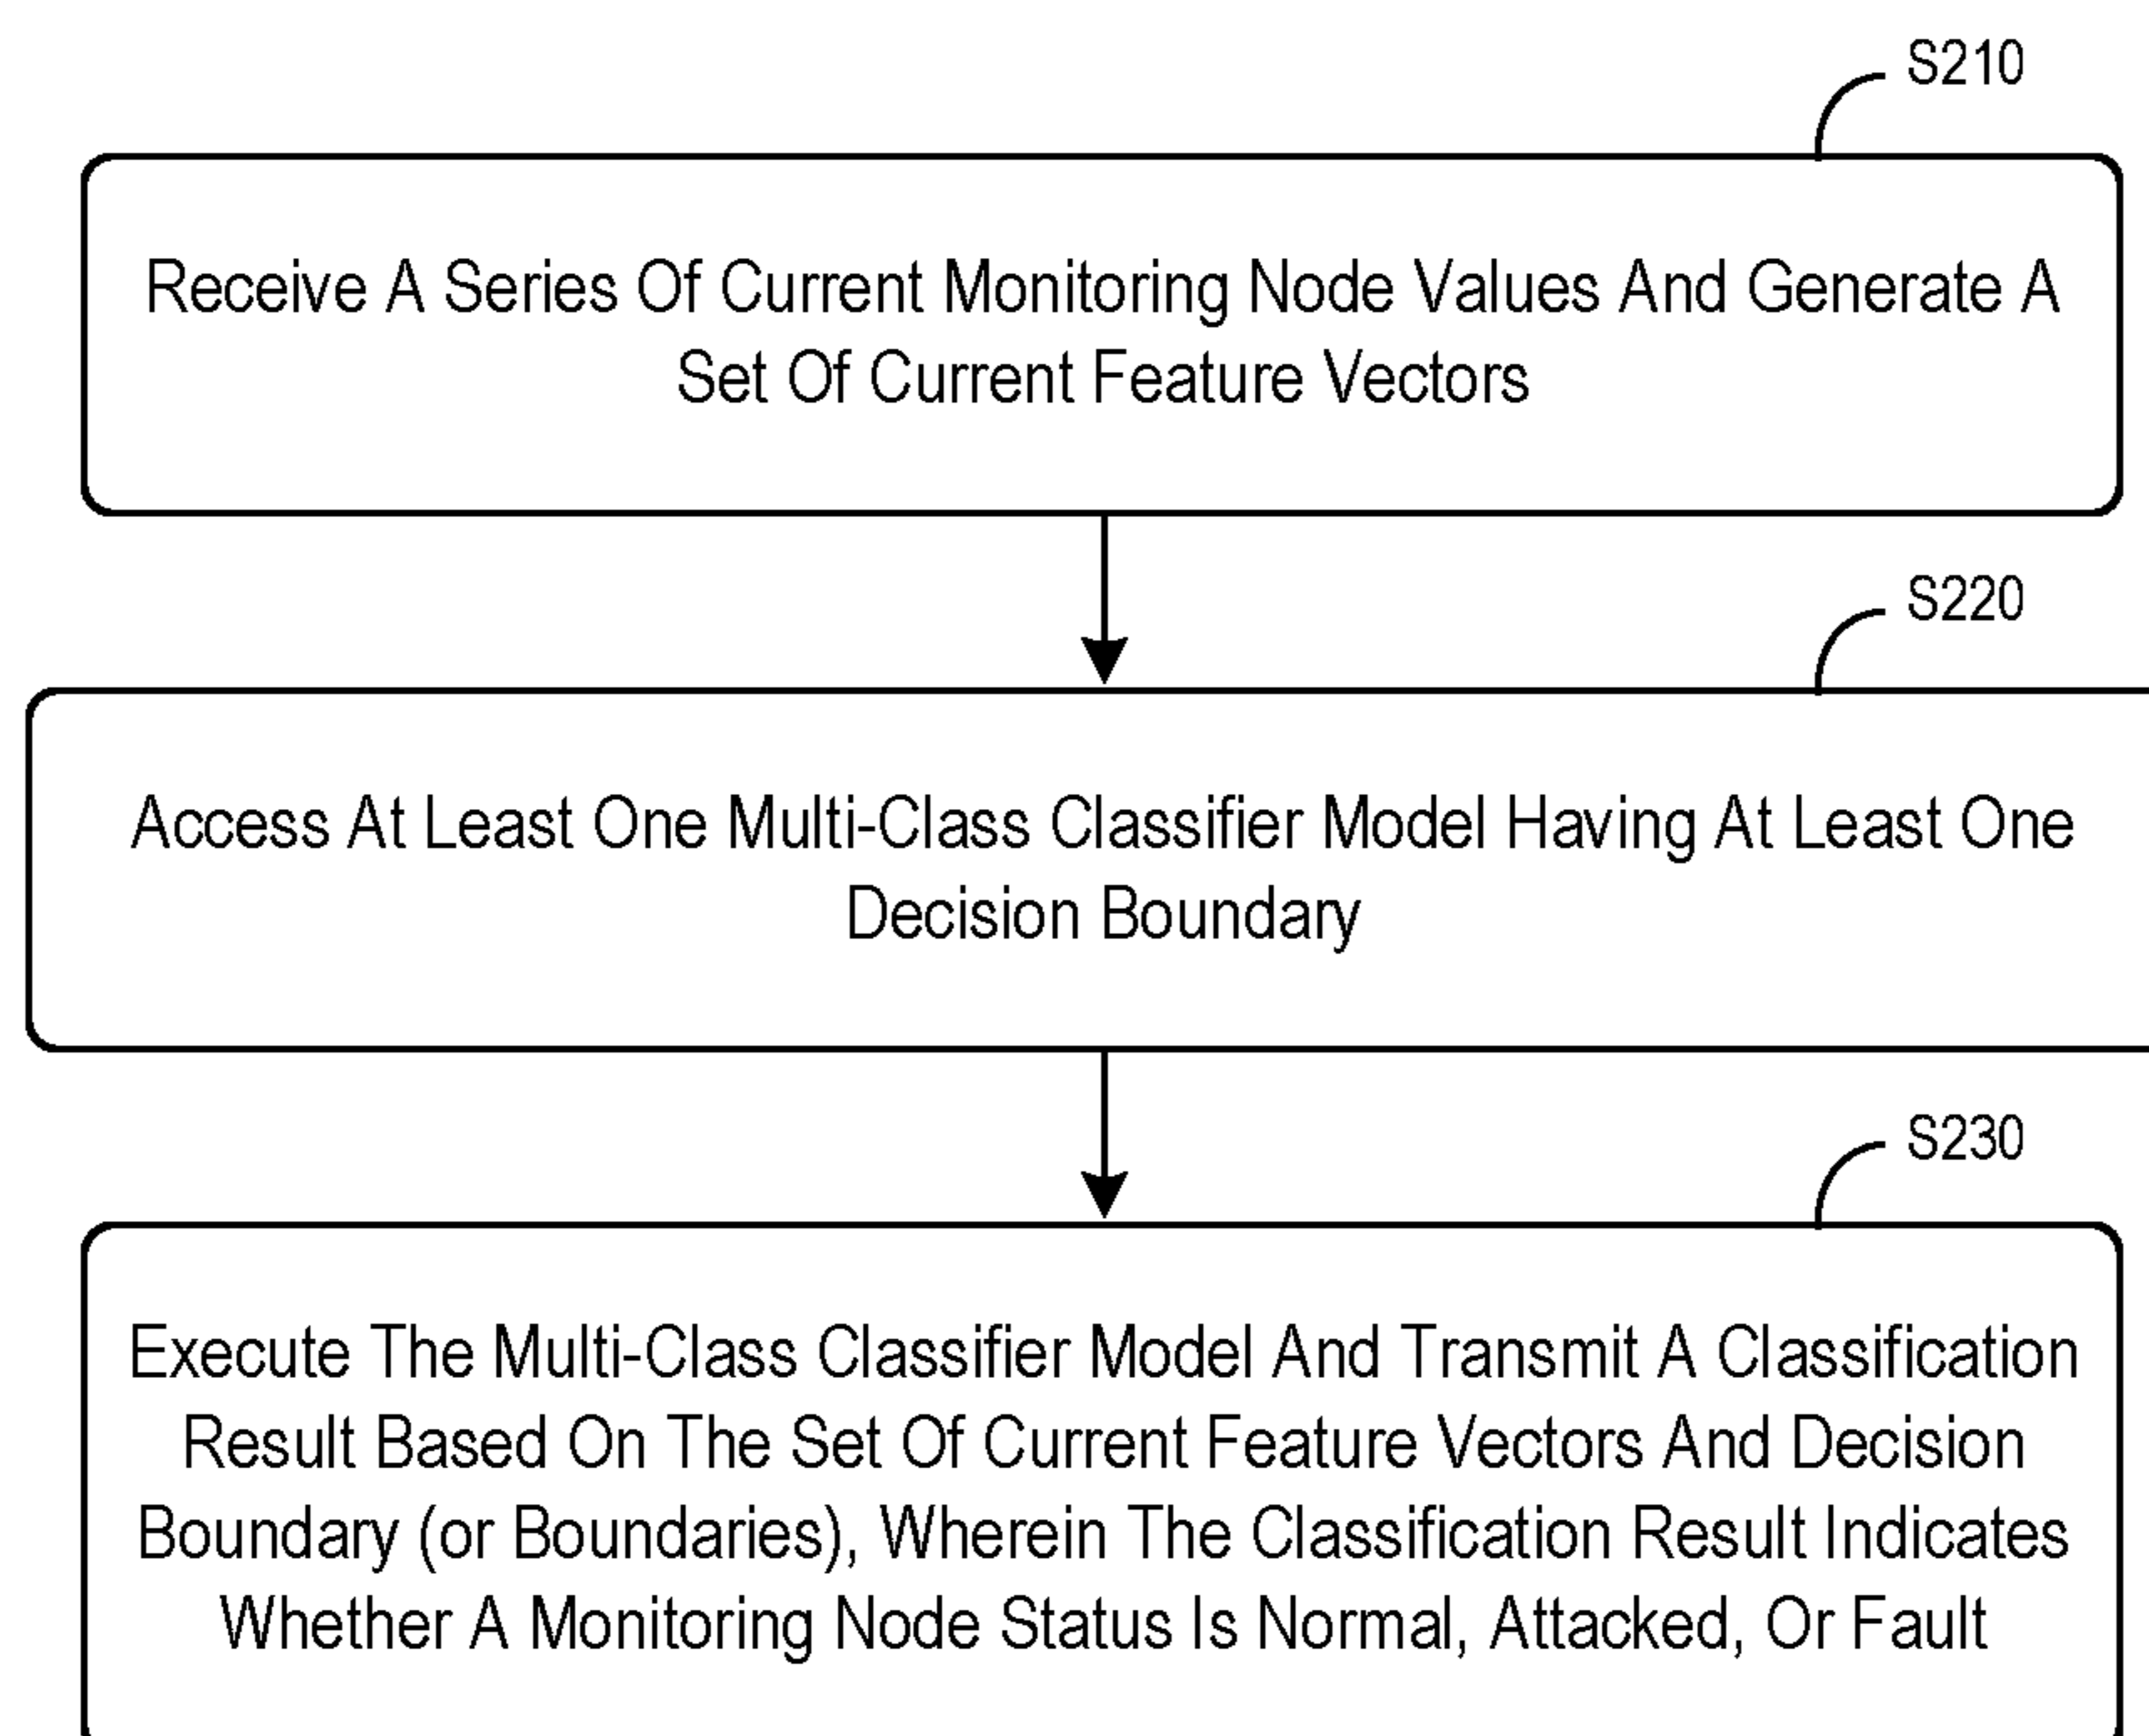 S210
Receive A Series Of Current Monitoring Node Values And Generate A
Set Of Current Feature Vectors
S220
Access At Least One Multi-Class Classifier Model Having At Least One
Decision Boundary
S230
Execute The Multi-Class Classifier Model And Transmit A Classification
Result Based On The Set Of Current Feature Vectors And Decision
Boundary (or Boundaries), Wherein The Classification Result Indicates
Whether A Monitoring Node Status Is Normal, Attacked, Or Fault